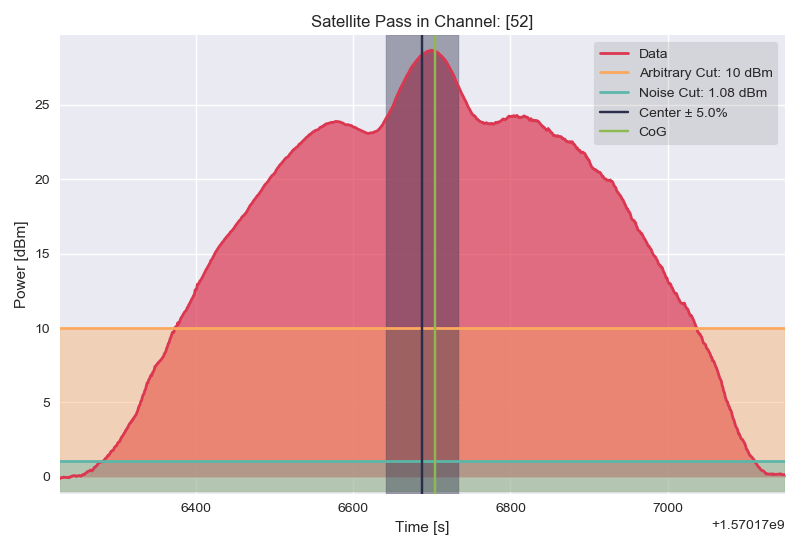 Satellite Pass in Channel: [52]
Data
Arbitrary Cut: 10 dBm
Noise Cut: 1.08 dBm
Center ± 5.0%
CoG
Power [dBm]
25
20
15
10
5
0
6400
6600
6800
7000
Time [s]
+1.57017e9